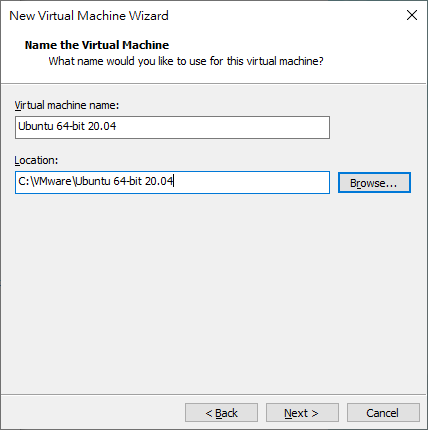 New Virtual Machine Wizard
Name the Virtual Machine
What name would you like to use for this virtual machine?
Virtual machine name:
Ubuntu 64-bit 20.04
Location:
C:\VMware\Ubuntu 64-bit 20.04
Browse...
< Back Next > Cancel